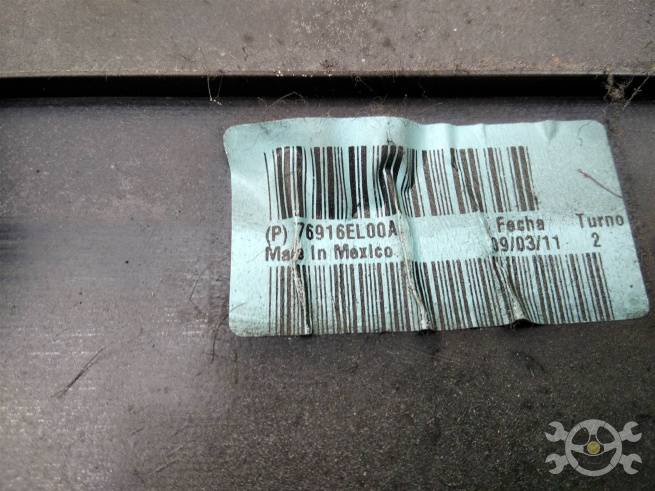 (P) 76916EL00A Fecha Turno
Made In Mexico 09/03/11 2